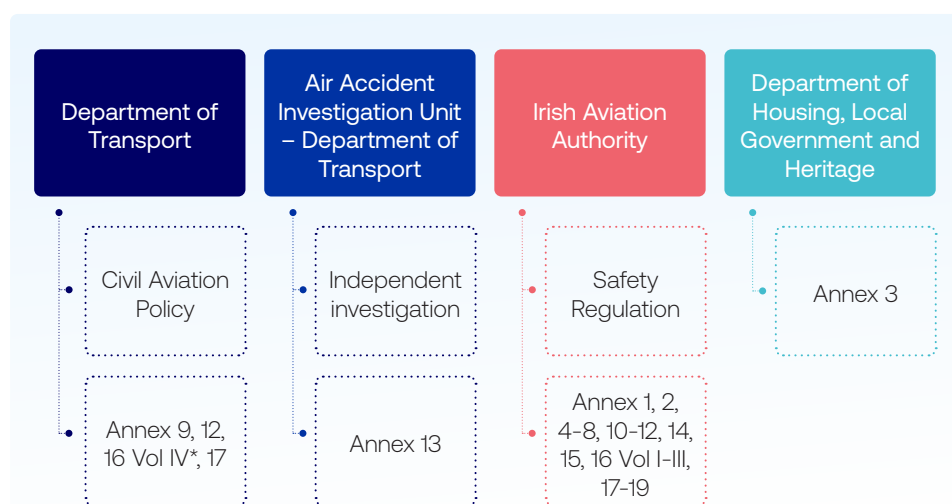 Department of
Transport
Air Accident
Investigation Unit
– Department of
Transport
Irish Aviation
Authority
Department of
Housing, Local
Government and
Heritage
Civil Aviation
Policy
Independent
investigation
Safety
Regulation
Annex 3
Annex 9, 12,
16 Vol IV*, 17
Annex 13
Annex 1, 2,
4-8, 10-12, 14,
15, 16 Vol I-III,
17-19